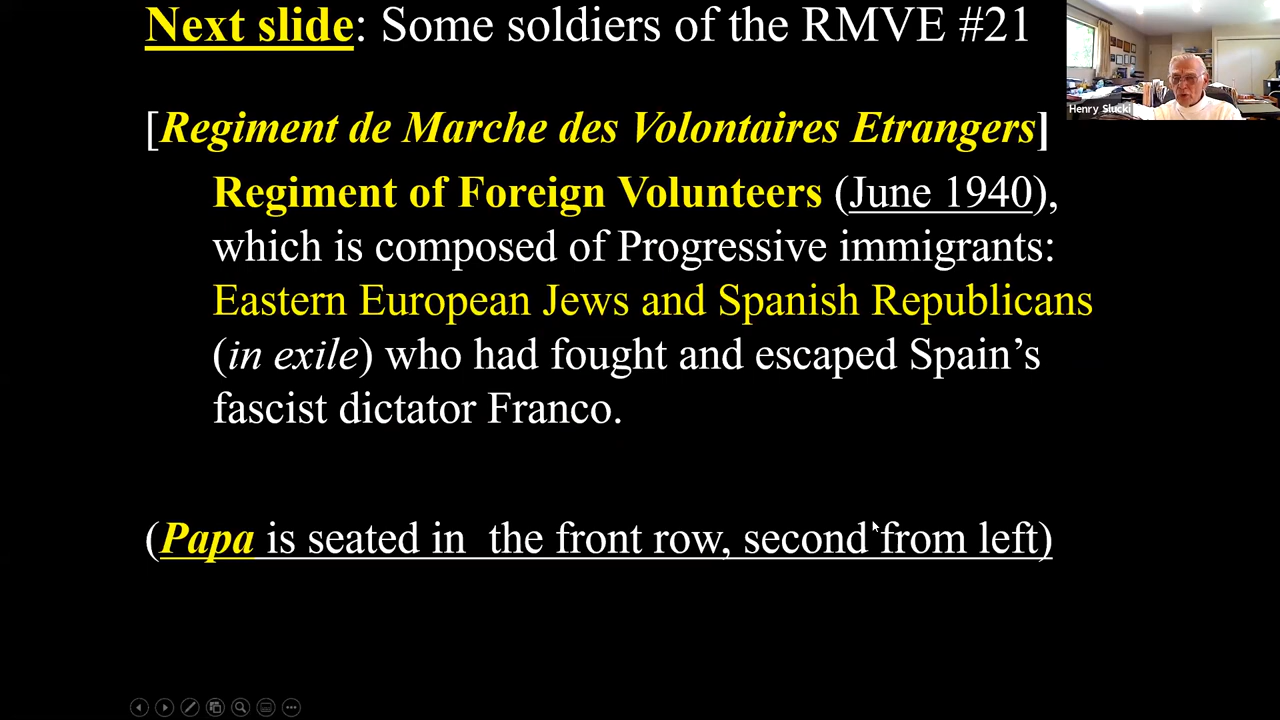 Next slide: Some soldiers of the RMVE #21
Henry Slucki
[Regiment de Marche des Volontaires Etrangers]
Regiment of Foreign Volunteers (June 1940),
which is composed of Progressive immigrants:
Eastern European Jews and Spanish Republicans
(in exile) who had fought and escaped Spain's
fascist dictator Franco.
(Papa is seated in the front row, second from left)